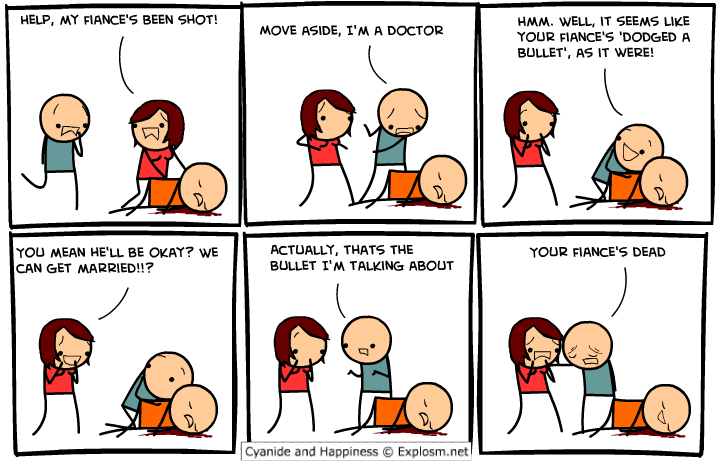 HELP, MY FIANCE'S BEEN SHOT!
MOVE ASIDE, I'M A DOCTOR
HMM. WELL, IT SEEMS LIKE
YOUR FIANCE'S 'DODGED A
BULLET', AS IT WERE!
YOU MEAN HE'LL BE OKAY? WE
CAN GET MARRIED!!?
ACTUALLY, THATS THE
BULLET I'M TALKING ABOUT
YOUR FIANCE'S DEAD
Cyanide and Happiness © Explosm.net